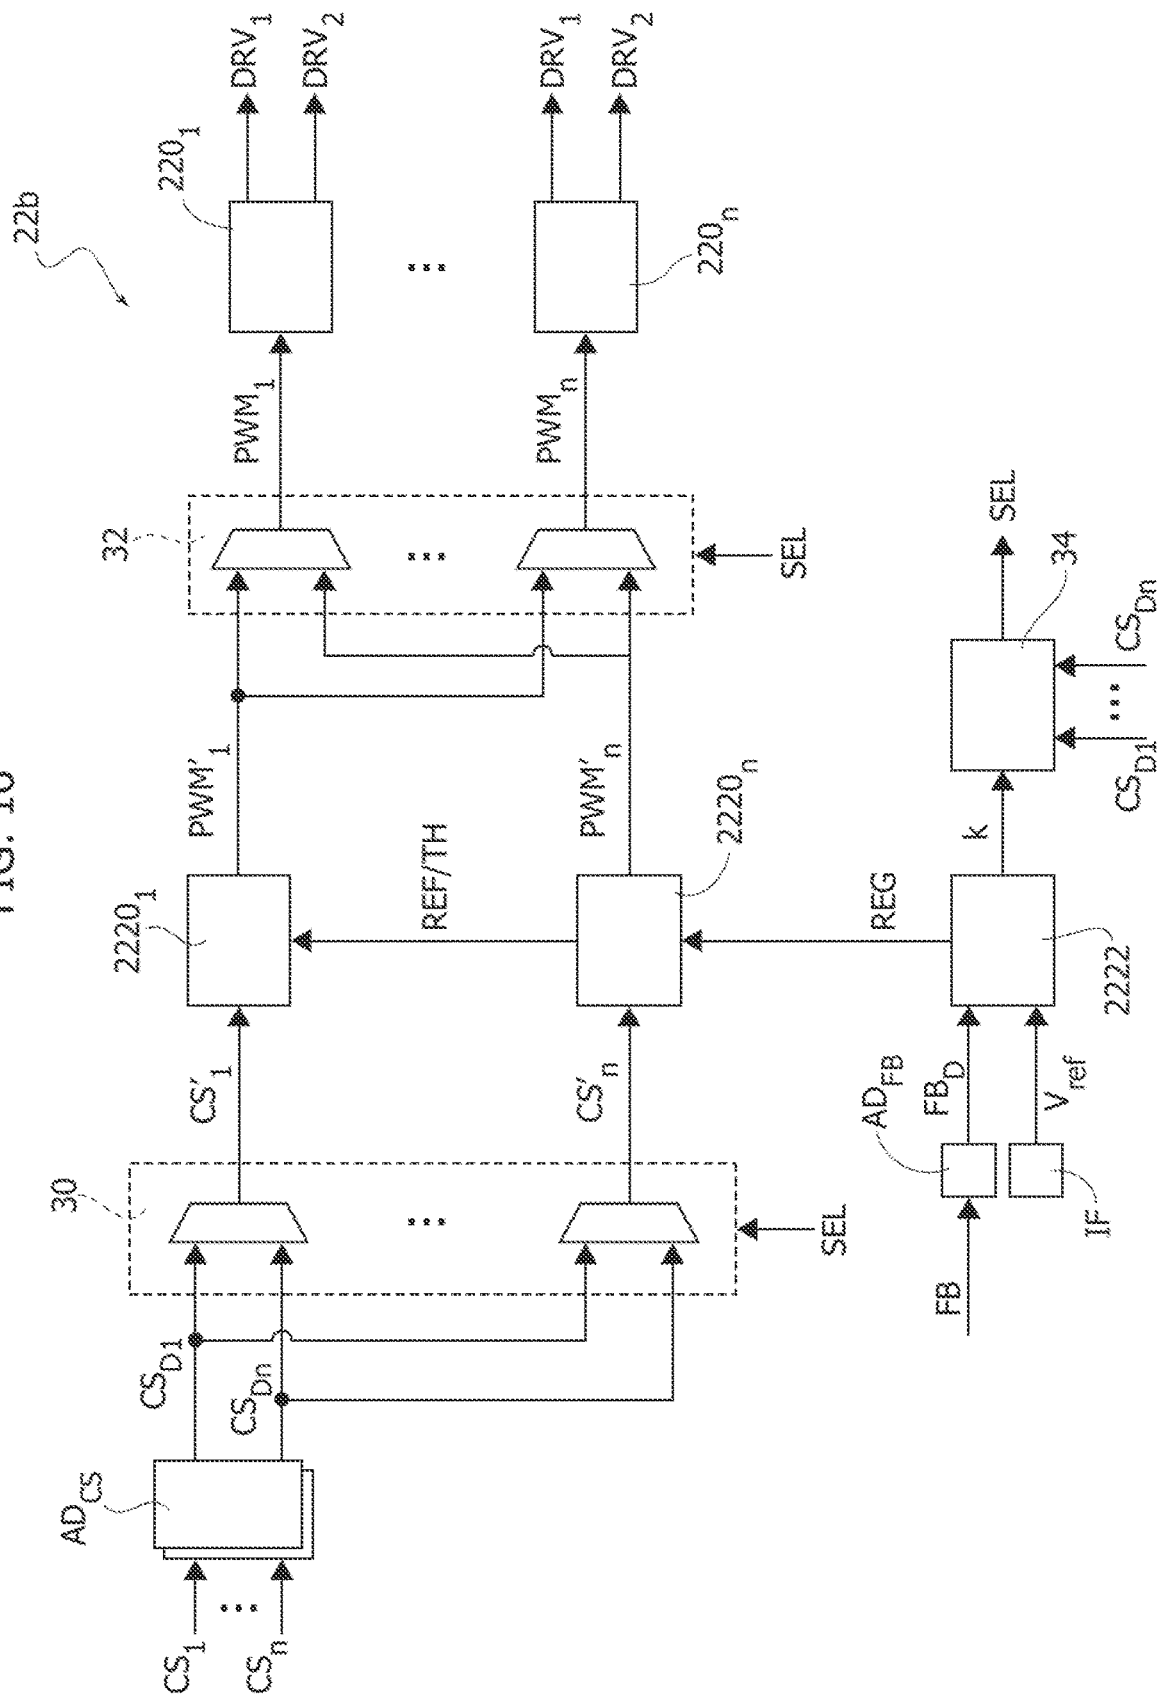 FIG. 10
22b
CS₁
CSₙ
AD_CS
CS_D1
CS_Dn
30
SEL
CS'₁
CS'ₙ
2220₁
2220ₙ
REF/TH
REG
PWM'₁
PWM'ₙ
32
SEL
PWM₁
PWMₙ
220₁
220ₙ
DRV₁
DRV₂
DRV₁
DRV₂
FB
AD_FB
FB_D
IF
V_ref
2222
k
34
CS_D1
CS_Dn
SEL